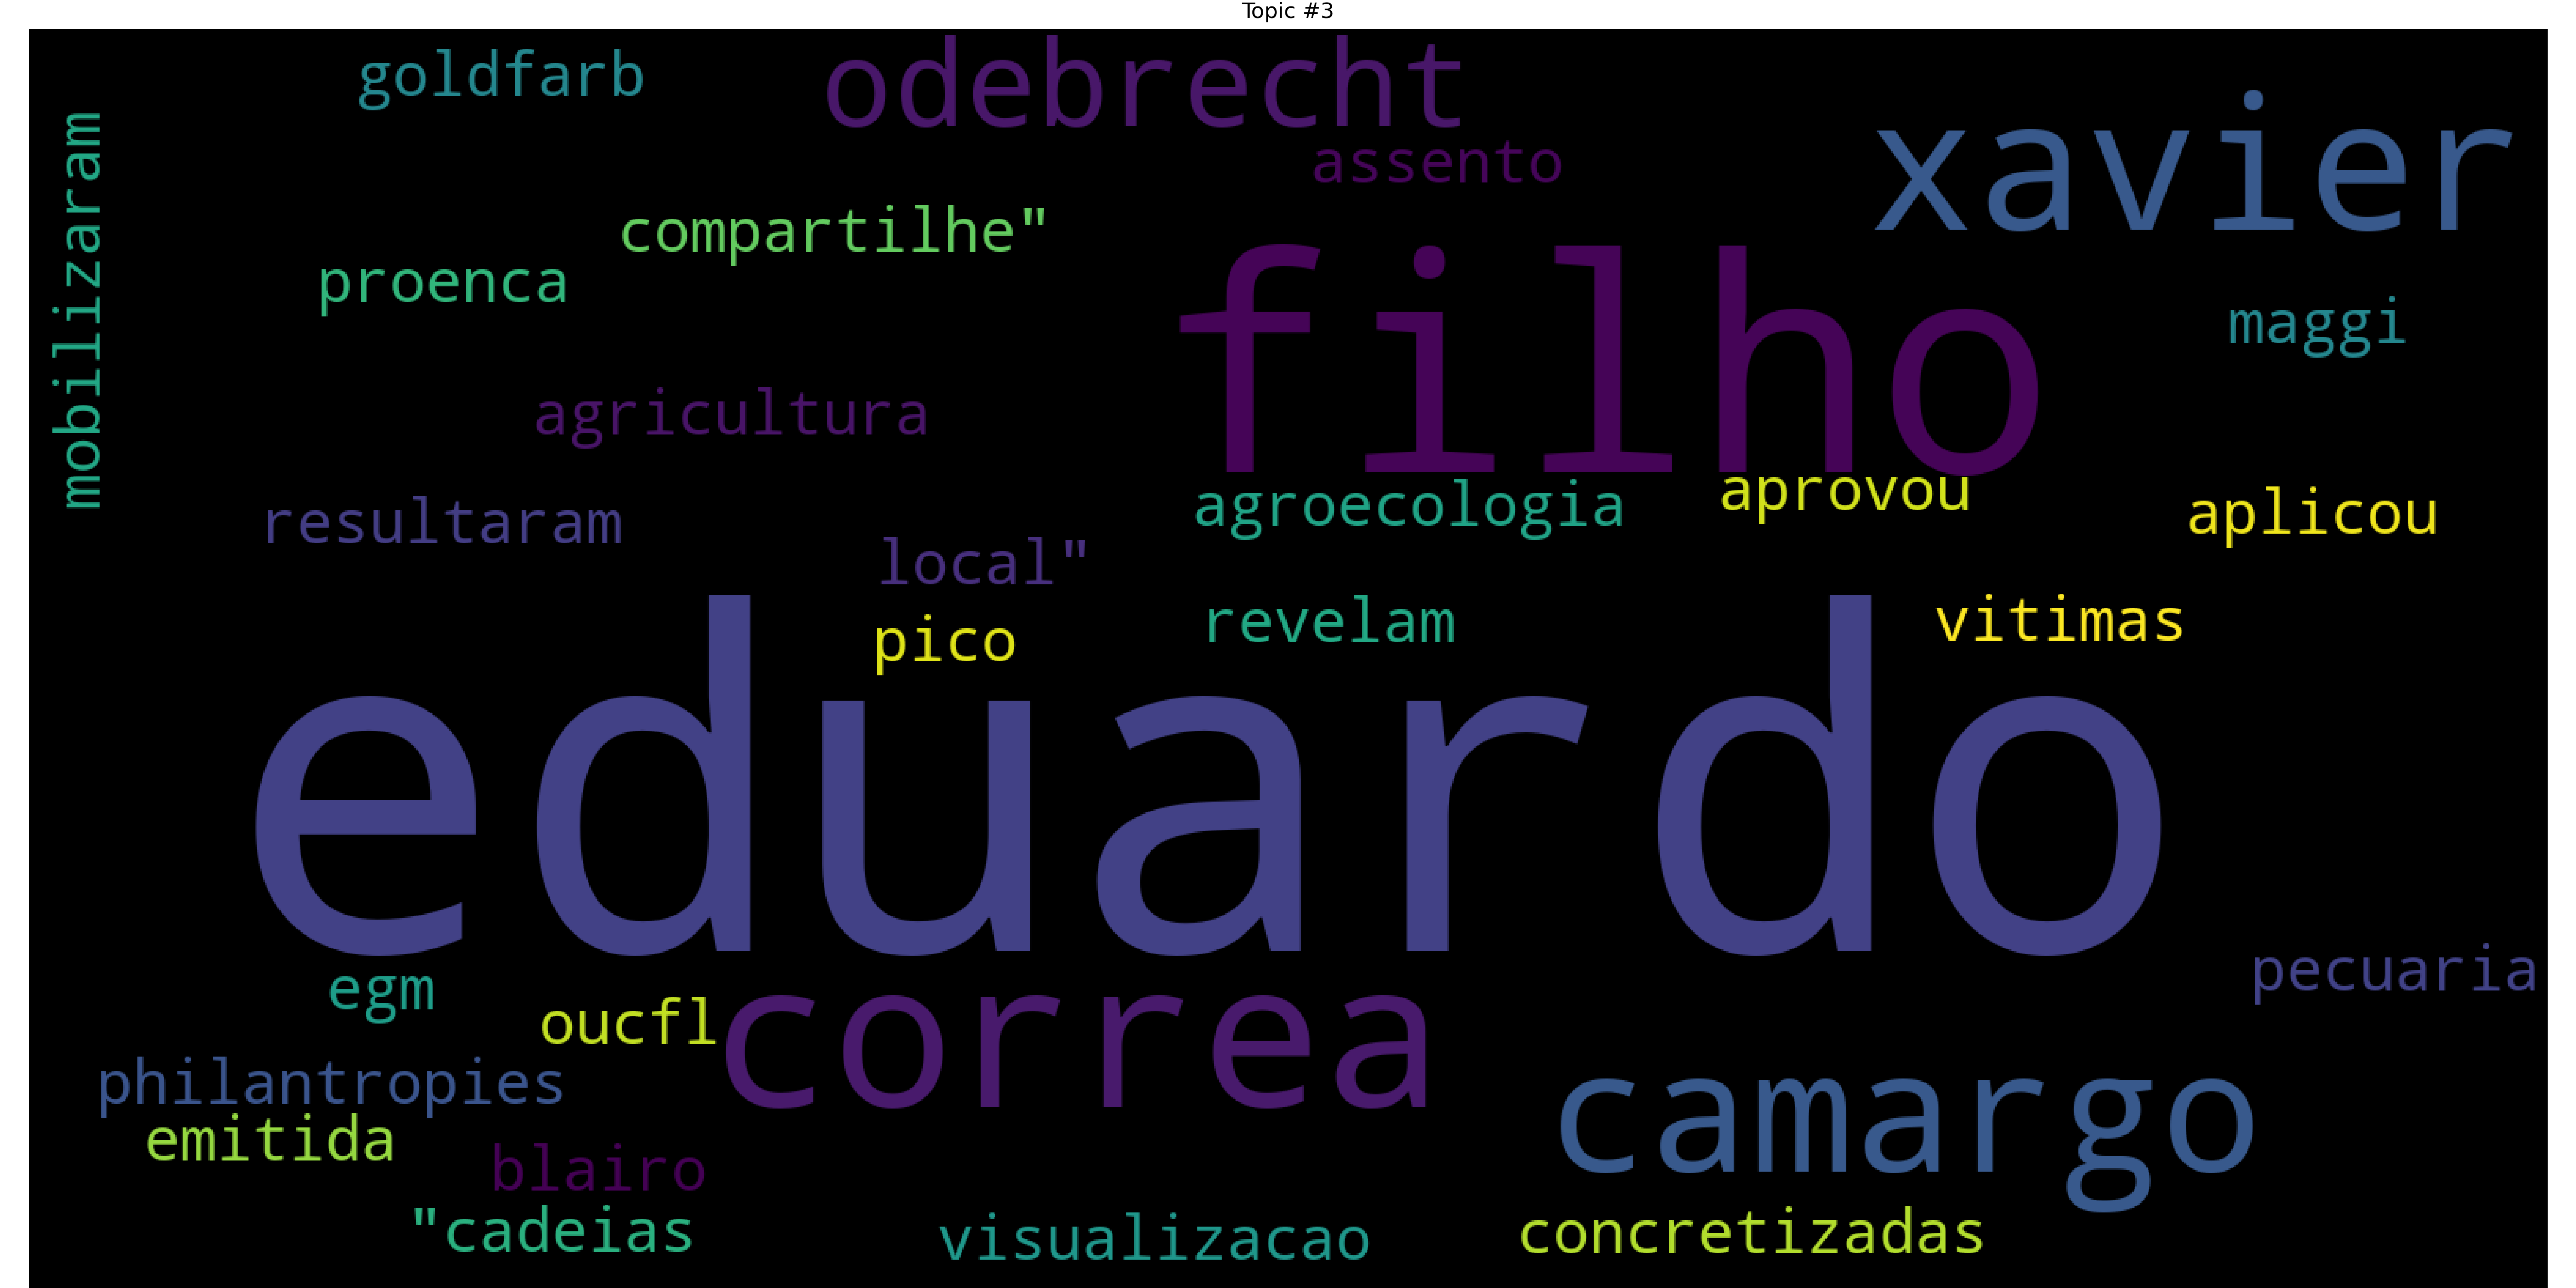 Topic #3
goldfarb
odebrecht
xavier
mobilizaram
assento
compartilhe"
proenca
filho
maggi
agricultura
resultaram
agroecologia
aprovou
aplicou
local"
pico
revelam
vitimas
eduardo
egm
oucfl
correa
pecuaria
philantropies
camargo
emitida
blairo
"cadeias
visualizacao
concretizadas